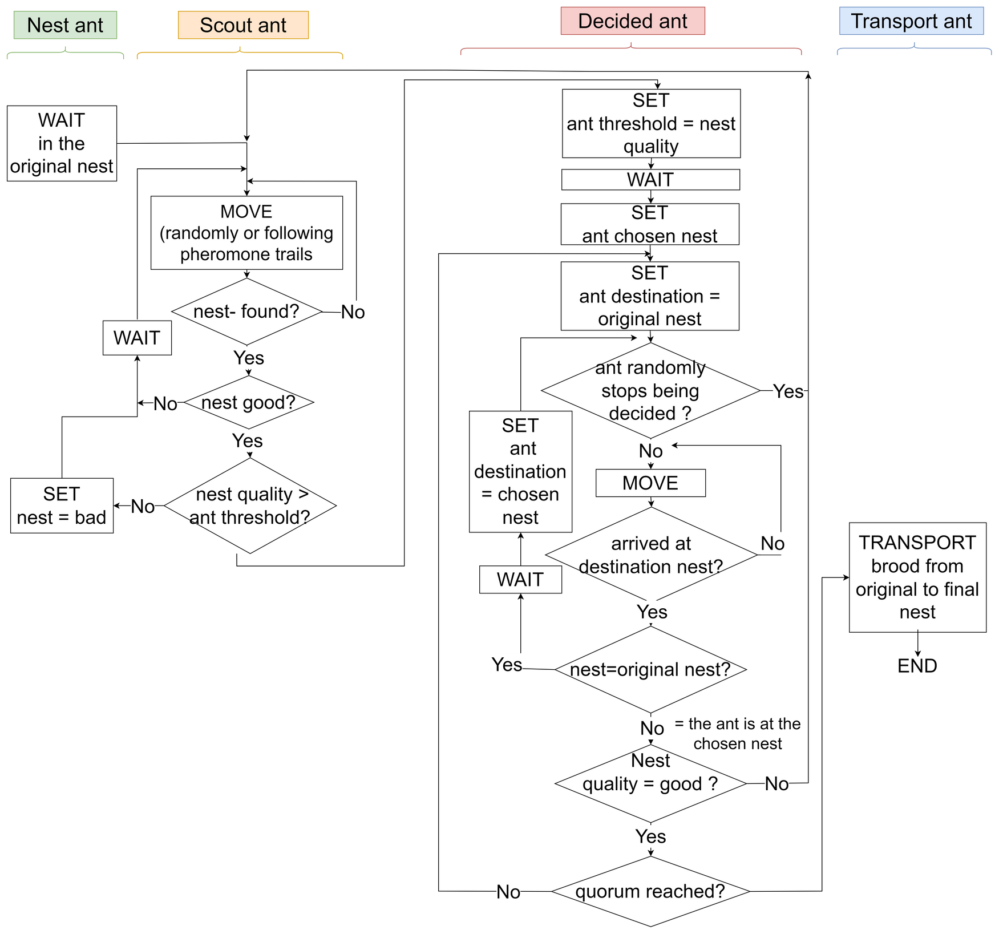 Nest ant
Scout ant
Decided ant
Transport ant
WAIT
in the
original nest
MOVE
(randomly or following
pheromone trails
nest- found?
No
WAIT
Yes
nest good?
No
Yes
nest quality >
ant threshold?
No
SET
nest = bad
SET
ant threshold = nest
quality
WAIT
SET
ant chosen nest
SET
ant destination =
original nest
ant randomly
stops being
decided ?
Yes
No
MOVE
SET
ant
destination
= chosen
nest
arrived at
destination nest?
No
WAIT
Yes
nest=original nest?
Yes
No
= the ant is at the
chosen nest
Nest
quality = good ?
No
Yes
quorum reached?
No
TRANSPORT
brood from
original to final
nest
END